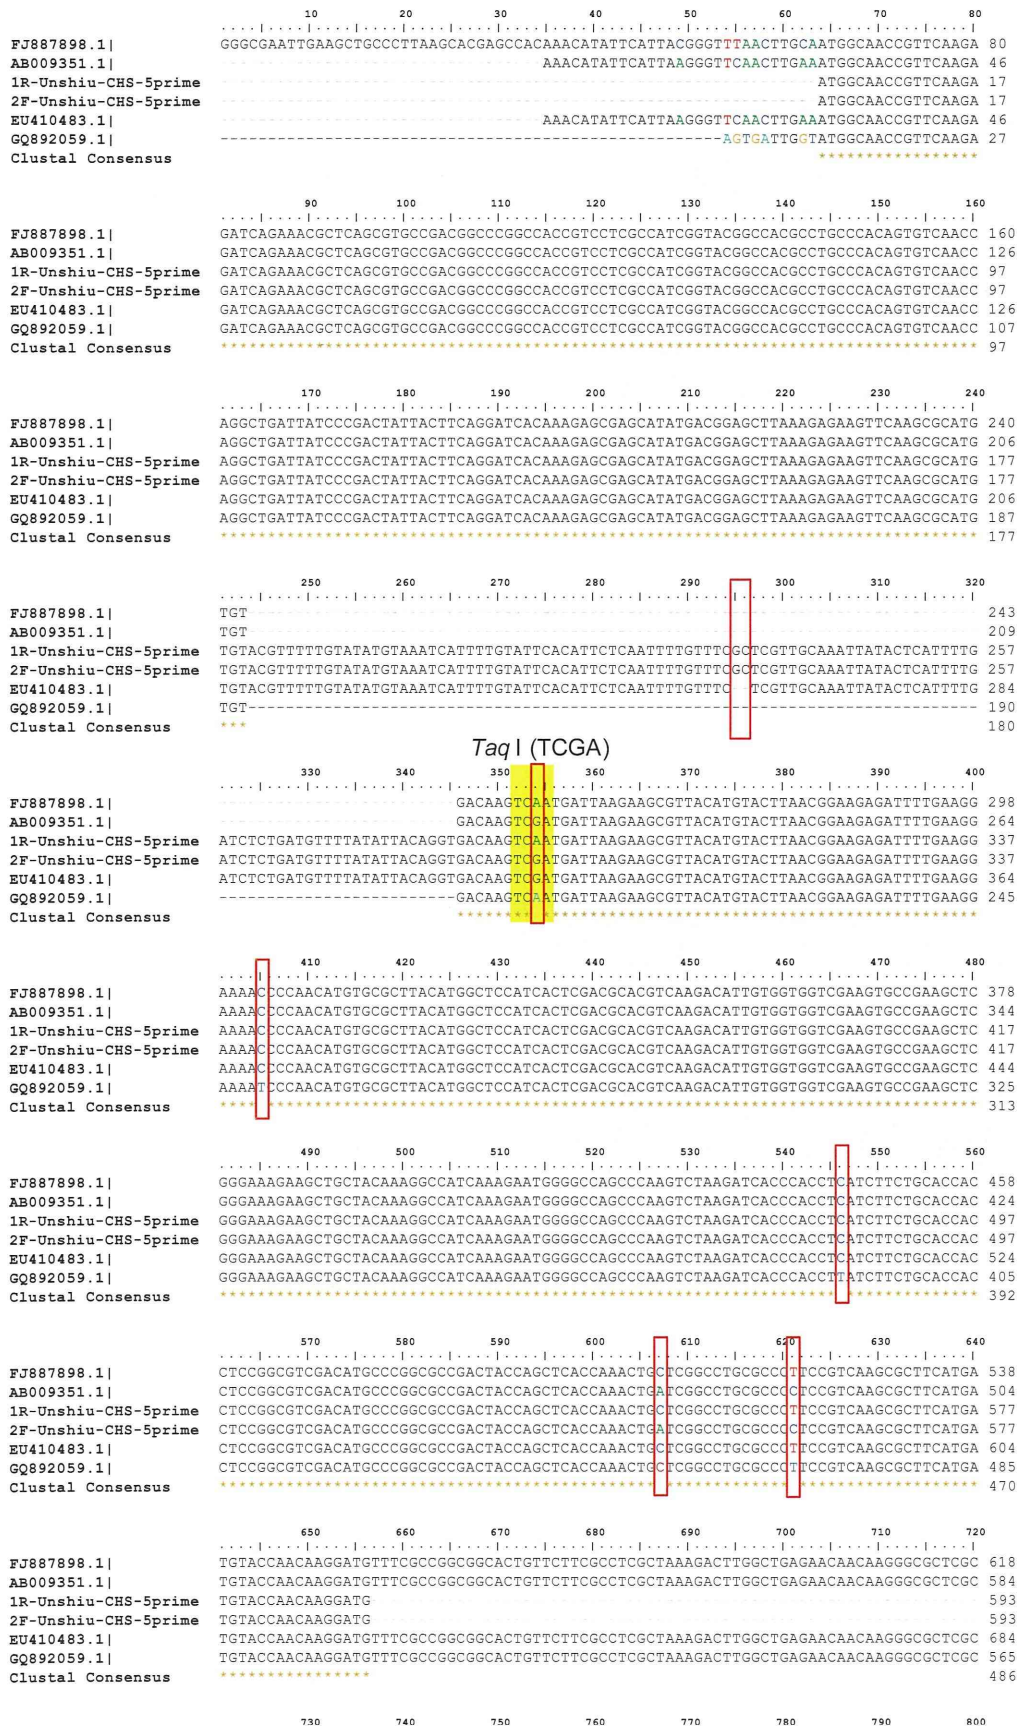 10 20 30 40 50 60 70 80
FJ887898.1| GGGCGAATTGAAGCTGCCCTTAAGCACGAGCCACAAACATATTCATTACGGGTTTAACTTGCAATGGCAACCGTTCAAGA 80
AB009351.1| AAACATATTCATTAAGGGTTCAACTTGAAATGGCAACCGTTCAAGA 46
1R-Unshiu-CHS-5prime ATGGCAACCGTTCAAGA 17
2F-Unshiu-CHS-5prime ATGGCAACCGTTCAAGA 17
EU410483.1| AAACATATTCATTAAGGGTTCAACTTGAAATGGCAACCGTTCAAGA 46
GQ892059.1| -----------------------------------------------------AGTGATTGGTATGGCAACCGTTCAAGA 27
Clustal Consensus *****************
90 100 110 120 130 140 150 160
FJ887898.1| GATCAGAAACGCTCAGCGTGCCGACGGCCCGGCCACCGTCCTCGCCATCGGTACGGCCACGCCTGCCCACAGTGTCAACC 160
AB009351.1| GATCAGAAACGCTCAGCGTGCCGACGGCCCGGCCACCGTCCTCGCCATCGGTACGGCCACGCCTGCCCACAGTGTCAACC 126
1R-Unshiu-CHS-5prime GATCAGAAACGCTCAGCGTGCCGACGGCCCGGCCACCGTCCTCGCCATCGGTACGGCCACGCCTGCCCACAGTGTCAACC 97
2F-Unshiu-CHS-5prime GATCAGAAACGCTCAGCGTGCCGACGGCCCGGCCACCGTCCTCGCCATCGGTACGGCCACGCCTGCCCACAGTGTCAACC 97
EU410483.1| GATCAGAAACGCTCAGCGTGCCGACGGCCCGGCCACCGTCCTCGCCATCGGTACGGCCACGCCTGCCCACAGTGTCAACC 126
GQ892059.1| GATCAGAAACGCTCAGCGTGCCGACGGCCCGGCCACCGTCCTCGCCATCGGTACGGCCACGCCTGCCCACAGTGTCAACC 107
Clustal Consensus ******************************************************************************** 97
170 180 190 200 210 220 230 240
FJ887898.1| AGGCTGATTATCCCGACTATTACTTCAGGATCACAAAGAGCGAGCATATGACGGAGCTTAAAGAGAAGTTCAAGCGCATG 240
AB009351.1| AGGCTGATTATCCCGACTATTACTTCAGGATCACAAAGAGCGAGCATATGACGGAGCTTAAAGAGAAGTTCAAGCGCATG 206
1R-Unshiu-CHS-5prime AGGCTGATTATCCCGACTATTACTTCAGGATCACAAAGAGCGAGCATATGACGGAGCTTAAAGAGAAGTTCAAGCGCATG 177
2F-Unshiu-CHS-5prime AGGCTGATTATCCCGACTATTACTTCAGGATCACAAAGAGCGAGCATATGACGGAGCTTAAAGAGAAGTTCAAGCGCATG 177
EU410483.1| AGGCTGATTATCCCGACTATTACTTCAGGATCACAAAGAGCGAGCATATGACGGAGCTTAAAGAGAAGTTCAAGCGCATG 206
GQ892059.1| AGGCTGATTATCCCGACTATTACTTCAGGATCACAAAGAGCGAGCATATGACGGAGCTTAAAGAGAAGTTCAAGCGCATG 187
Clustal Consensus ******************************************************************************** 177
250 260 270 280 290 300 310 320
FJ887898.1| TGT 243
AB009351.1| TGT 209
1R-Unshiu-CHS-5prime TGTACGTTTTTGTATATGTAAATCATTTTGTATTCACATTCTCAATTTTGTTTCGCTCGTTGCAAATTATACTCATTTTG 257
2F-Unshiu-CHS-5prime TGTACGTTTTTGTATATGTAAATCATTTTGTATTCACATTCTCAATTTTGTTTCGCTCGTTGCAAATTATACTCATTTTG 257
EU410483.1| TGTACGTTTTTGTATATGTAAATCATTTTGTATTCACATTCTCAATTTTGTTTC TCGTTGCAAATTATACTCATTTTG 284
GQ892059.1| TGT----------------------------------------------------------------------------- 190
Clustal Consensus *** 180
Taq I (TCGA)
330 340 350 360 370 380 390 400
FJ887898.1| GACAAGTCAATGATTAAGAAGCGTTACATGTACTTAACGGAAGAGATTTTGAAGG 298
AB009351.1| GACAAGTCGATGATTAAGAAGCGTTACATGTACTTAACGGAAGAGATTTTGAAGG 264
1R-Unshiu-CHS-5prime ATCTCTGATGTTTTATATTACAGGTGACAAGTCAATGATTAAGAAGCGTTACATGTACTTAACGGAAGAGATTTTGAAGG 337
2F-Unshiu-CHS-5prime ATCTCTGATGTTTTATATTACAGGTGACAAGTCGATGATTAAGAAGCGTTACATGTACTTAACGGAAGAGATTTTGAAGG 337
EU410483.1| ATCTCTGATGTTTTATATTACAGGTGACAAGTCGATGATTAAGAAGCGTTACATGTACTTAACGGAAGAGATTTTGAAGG 364
GQ892059.1| -------------------------GACAAGTCAATGATTAAGAAGCGTTACATGTACTTAACGGAAGAGATTTTGAAGG 245
Clustal Consensus ******** **********************************************
410 420 430 440 450 460 470 480
FJ887898.1| AAAACCCCAACATGTGCGCTTACATGGCTCCATCACTCGACGCACGTCAAGACATTGTGGTGGTCGAAGTGCCGAAGCTC 378
AB009351.1| AAAACCCCAACATGTGCGCTTACATGGCTCCATCACTCGACGCACGTCAAGACATTGTGGTGGTCGAAGTGCCGAAGCTC 344
1R-Unshiu-CHS-5prime AAAACCCCAACATGTGCGCTTACATGGCTCCATCACTCGACGCACGTCAAGACATTGTGGTGGTCGAAGTGCCGAAGCTC 417
2F-Unshiu-CHS-5prime AAAACCCCAACATGTGCGCTTACATGGCTCCATCACTCGACGCACGTCAAGACATTGTGGTGGTCGAAGTGCCGAAGCTC 417
EU410483.1| AAAACCCCAACATGTGCGCTTACATGGCTCCATCACTCGACGCACGTCAAGACATTGTGGTGGTCGAAGTGCCGAAGCTC 444
GQ892059.1| AAAATCCCAACATGTGCGCTTACATGGCTCCATCACTCGACGCACGTCAAGACATTGTGGTGGTCGAAGTGCCGAAGCTC 325
Clustal Consensus **** *************************************************************************** 313
490 500 510 520 530 540 550 560
FJ887898.1| GGGAAAGAAGCTGCTACAAAGGCCATCAAAGAATGGGGCCAGCCCAAGTCTAAGATCACCCACCTCATCTTCTGCACCAC 458
AB009351.1| GGGAAAGAAGCTGCTACAAAGGCCATCAAAGAATGGGGCCAGCCCAAGTCTAAGATCACCCACCTCATCTTCTGCACCAC 424
1R-Unshiu-CHS-5prime GGGAAAGAAGCTGCTACAAAGGCCATCAAAGAATGGGGCCAGCCCAAGTCTAAGATCACCCACCTCATCTTCTGCACCAC 497
2F-Unshiu-CHS-5prime GGGAAAGAAGCTGCTACAAAGGCCATCAAAGAATGGGGCCAGCCCAAGTCTAAGATCACCCACCTCATCTTCTGCACCAC 497
EU410483.1| GGGAAAGAAGCTGCTACAAAGGCCATCAAAGAATGGGGCCAGCCCAAGTCTAAGATCACCCACCTCATCTTCTGCACCAC 524
GQ892059.1| GGGAAAGAAGCTGCTACAAAGGCCATCAAAGAATGGGGCCAGCCCAAGTCTAAGATCACCCACCTTATCTTCTGCACCAC 405
Clustal Consensus ***************************************************************** ************** 392
570 580 590 600 610 620 630 640
FJ887898.1| CTCCGGCGTCGACATGCCCGGCGCCGACTACCAGCTCACCAAACTGCTCGGCCTGCGCCCTTCCGTCAAGCGCTTCATGA 538
AB009351.1| CTCCGGCGTCGACATGCCCGGCGCCGACTACCAGCTCACCAAACTGATCGGCCTGCGCCCCTCCGTCAAGCGCTTCATGA 504
1R-Unshiu-CHS-5prime CTCCGGCGTCGACATGCCCGGCGCCGACTACCAGCTCACCAAACTGCTCGGCCTGCGCCCTTCCGTCAAGCGCTTCATGA 577
2F-Unshiu-CHS-5prime CTCCGGCGTCGACATGCCCGGCGCCGACTACCAGCTCACCAAACTGATCGGCCTGCGCCCCTCCGTCAAGCGCTTCATGA 577
EU410483.1| CTCCGGCGTCGACATGCCCGGCGCCGACTACCAGCTCACCAAACTGCTCGGCCTGCGCCCTTCCGTCAAGCGCTTCATGA 604
GQ892059.1| CTCCGGCGTCGACATGCCCGGCGCCGACTACCAGCTCACCAAACTGCTCGGCCTGCGCCCTTCCGTCAAGCGCTTCATGA 485
Clustal Consensus ********************************************** ************* ******************* 470
650 660 670 680 690 700 710 720
FJ887898.1| TGTACCAACAAGGATGTTTCGCCGGCGGCACTGTTCTTCGCCTCGCTAAAGACTTGGCTGAGAACAACAAGGGCGCTCGC 618
AB009351.1| TGTACCAACAAGGATGTTTCGCCGGCGGCACTGTTCTTCGCCTCGCTAAAGACTTGGCTGAGAACAACAAGGGCGCTCGC 584
1R-Unshiu-CHS-5prime TGTACCAACAAGGATG 593
2F-Unshiu-CHS-5prime TGTACCAACAAGGATG 593
EU410483.1| TGTACCAACAAGGATGTTTCGCCGGCGGCACTGTTCTTCGCCTCGCTAAAGACTTGGCTGAGAACAACAAGGGCGCTCGC 684
GQ892059.1| TGTACCAACAAGGATGTTTCGCCGGCGGCACTGTTCTTCGCCTCGCTAAAGACTTGGCTGAGAACAACAAGGGCGCTCGC 565
Clustal Consensus **************** 486
730 740 750 760 770 780 790 800